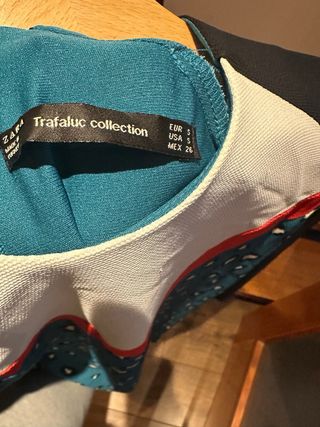 ZARA
Trafaluc collection
EUR S
USA S
MEX 26